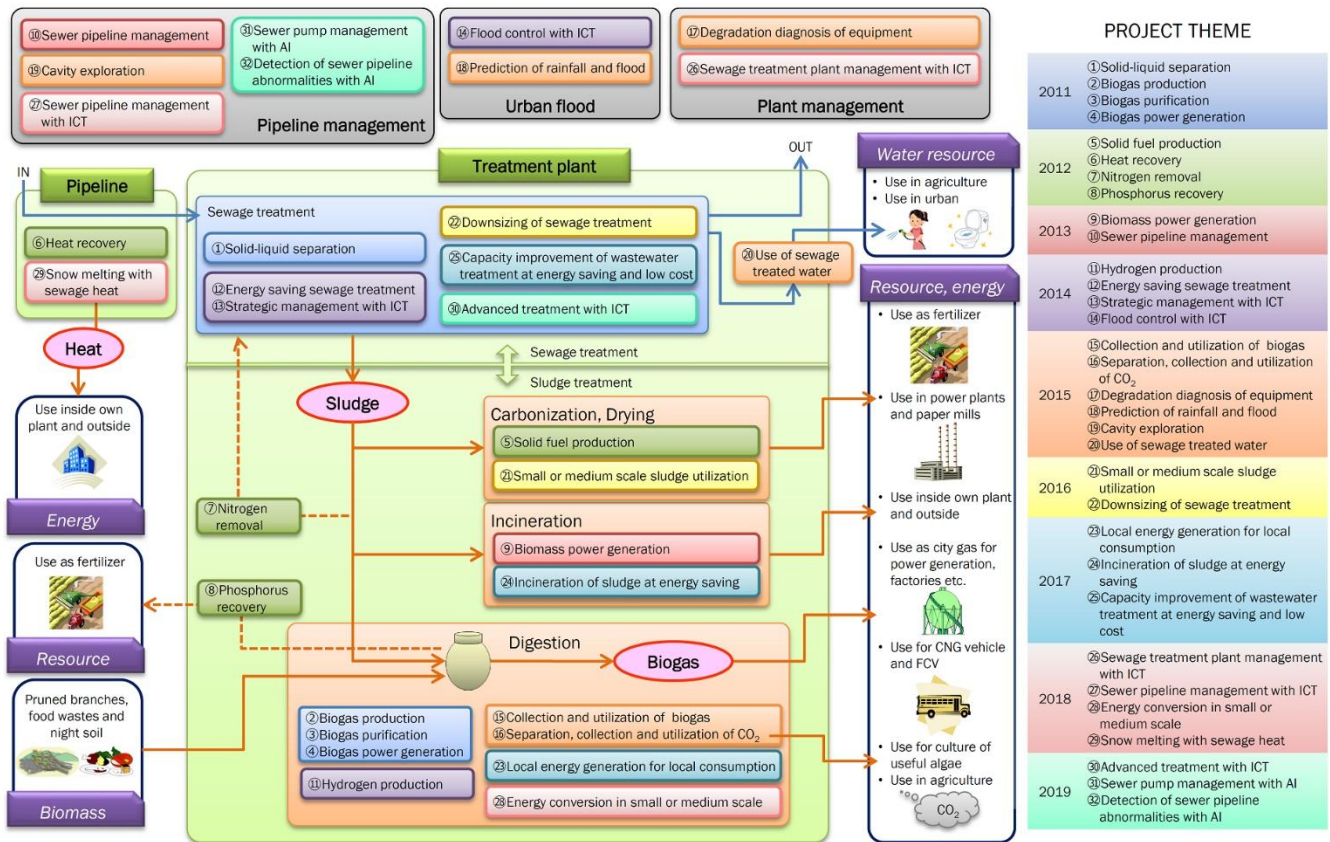 ⑩Sewer pipeline management
⑲Cavity exploration
㉗Sewer pipeline management
with ICT
㉛Sewer pump management
with AI
㉜Detection of sewer pipeline
abnormalities with AI
Pipeline management
⑭Flood control with ICT
⑱Prediction of rainfall and flood
Urban flood
⑰Degradation diagnosis of equipment
㉖Sewage treatment plant management with ICT
Plant management
IN
Pipeline
⑥Heat recovery
㉙Snow melting with
sewage heat
Heat
Use inside own
plant and outside
Energy
Use as fertilizer
Resource
Pruned branches,
food wastes and
night soil
Biomass
Treatment plant
OUT
Sewage treatment
①Solid-liquid separation
⑫Energy saving sewage treatment
⑬Strategic management with ICT
㉒Downsizing of sewage treatment
㉕Capacity improvement of wastewater
treatment at energy saving and low cost
㉚Advanced treatment with ICT
⑳Use of sewage
treated water
Sewage treatment
Sludge treatment
Sludge
Carbonization, Drying
⑤Solid fuel production
㉑Small or medium scale sludge utilization
⑦Nitrogen
removal
Incineration
⑨Biomass power generation
㉔Incineration of sludge at energy saving
⑧Phosphorus
recovery
Digestion
Biogas
②Biogas production
③Biogas purification
④Biogas power generation
⑪Hydrogen production
⑮Collection and utilization of biogas
⑯Separation, collection and utilization of CO₂
㉓Local energy generation for local consumption
㉘Energy conversion in small or medium scale
Water resource
• Use in agriculture
• Use in urban
Resource, energy
• Use as fertilizer
• Use in power plants
and paper mills
• Use inside own plant
and outside
• Use as city gas for
power generation,
factories etc.
• Use for CNG vehicle
and FCV
• Use for culture of
useful algae
• Use in agriculture
CO₂
PROJECT THEME
2011
①Solid-liquid separation
②Biogas production
③Biogas purification
④Biogas power generation
2012
⑤Solid fuel production
⑥Heat recovery
⑦Nitrogen removal
⑧Phosphorus recovery
2013
⑨Biomass power generation
⑩Sewer pipeline management
2014
⑪Hydrogen production
⑫Energy saving sewage treatment
⑬Strategic management with ICT
⑭Flood control with ICT
2015
⑮Collection and utilization of biogas
⑯Separation, collection and utilization
of CO₂
⑰Degradation diagnosis of equipment
⑱Prediction of rainfall and flood
⑲Cavity exploration
⑳Use of sewage treated water
2016
㉑Small or medium scale sludge
utilization
㉒Downsizing of sewage treatment
2017
㉓Local energy generation for local
consumption
㉔Incineration of sludge at energy
saving
㉕Capacity improvement of wastewater
treatment at energy saving and low
cost
2018
㉖Sewage treatment plant management
with ICT
㉗Sewer pipeline management with ICT
㉘Energy conversion in small or
medium scale
㉙Snow melting with sewage heat
2019
㉚Advanced treatment with ICT
㉛Sewer pump management with AI
㉜Detection of sewer pipeline
abnormalities with AI